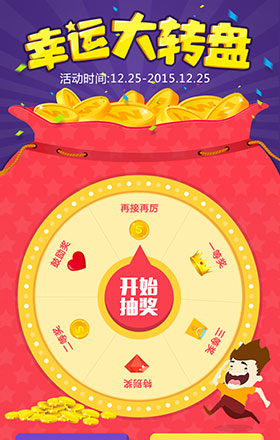 幸运大转盘
活动时间:12.25-2015.12.25
再接再厉
鼓励奖
一等奖
开始
抽奖
二等奖
三等奖
特别奖